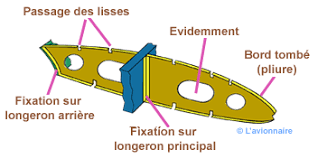 Passage des lisses
Evidemment
Bord tombé
(pliure)
Fixation sur
longeron arrière
Fixation sur
longeron principal
© L'avionnaire